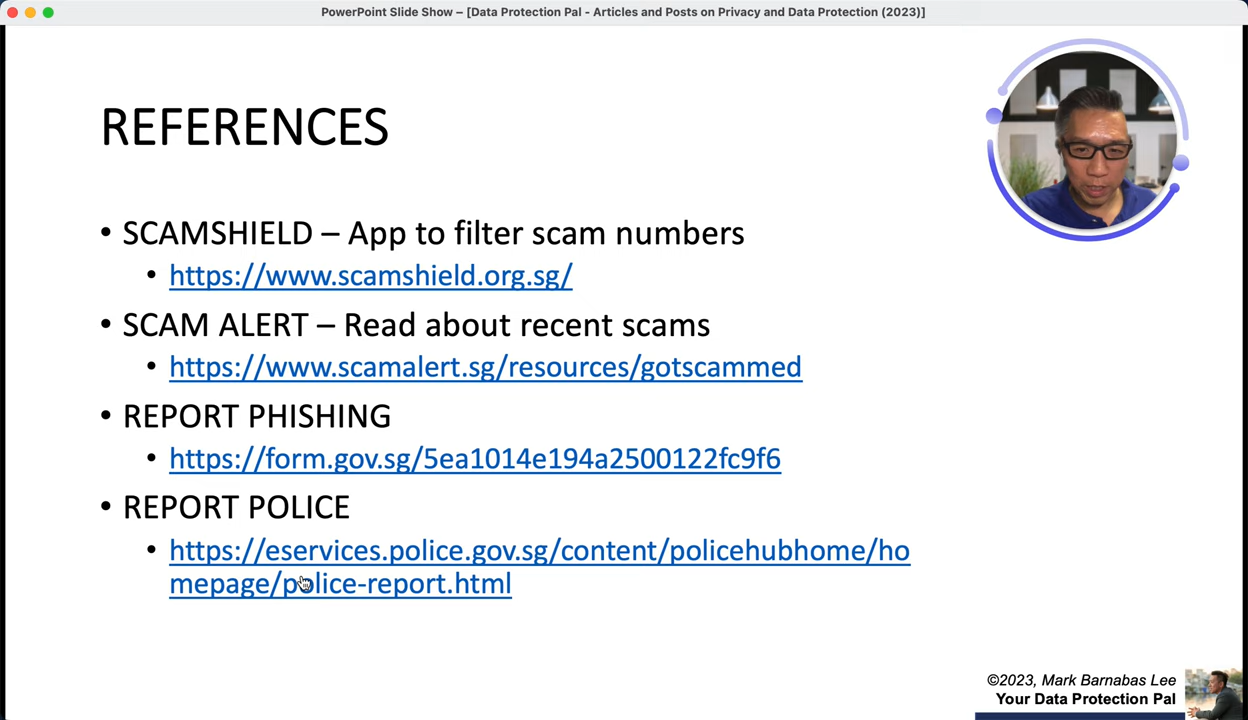 PowerPoint Slide Show – [Data Protection Pal - Articles and Posts on Privacy and Data Protection (2023)]
REFERENCES
• SCAMSHIELD – App to filter scam numbers
• https://www.scamshield.org.sg/
• SCAM ALERT – Read about recent scams
• https://www.scamalert.sg/resources/gotscammed
• REPORT PHISHING
• https://form.gov.sg/5ea1014e194a2500122fc9f6
• REPORT POLICE
• https://eservices.police.gov.sg/content/policehubhome/ho
mepage/police-report.html
©2023, Mark Barnabas Lee
Your Data Protection Pal